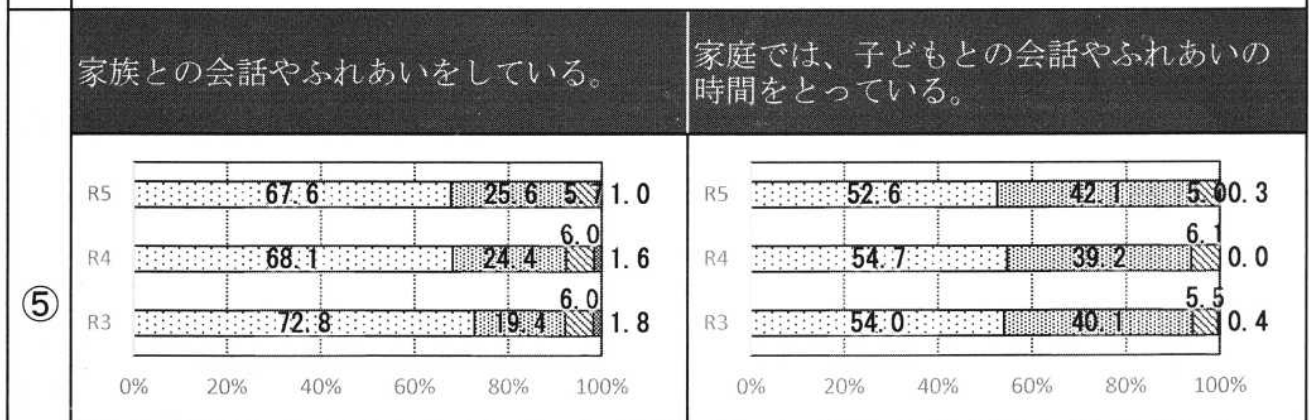 ⑤
家族との会話やふれあいをしている。
R5 67.6 25.6 5.7 1.0
6.0
R4 68.1 24.4 1.6
6.0
R3 72.8 19.4 1.8
0% 20% 40% 60% 80% 100%
家庭では、子どもとの会話やふれあいの
時間をとっている。
R5 52.6 42.1 5.0 0.3
6.1
R4 54.7 39.2 0.0
5.5
R3 54.0 40.1 0.4
0% 20% 40% 60% 80% 100%